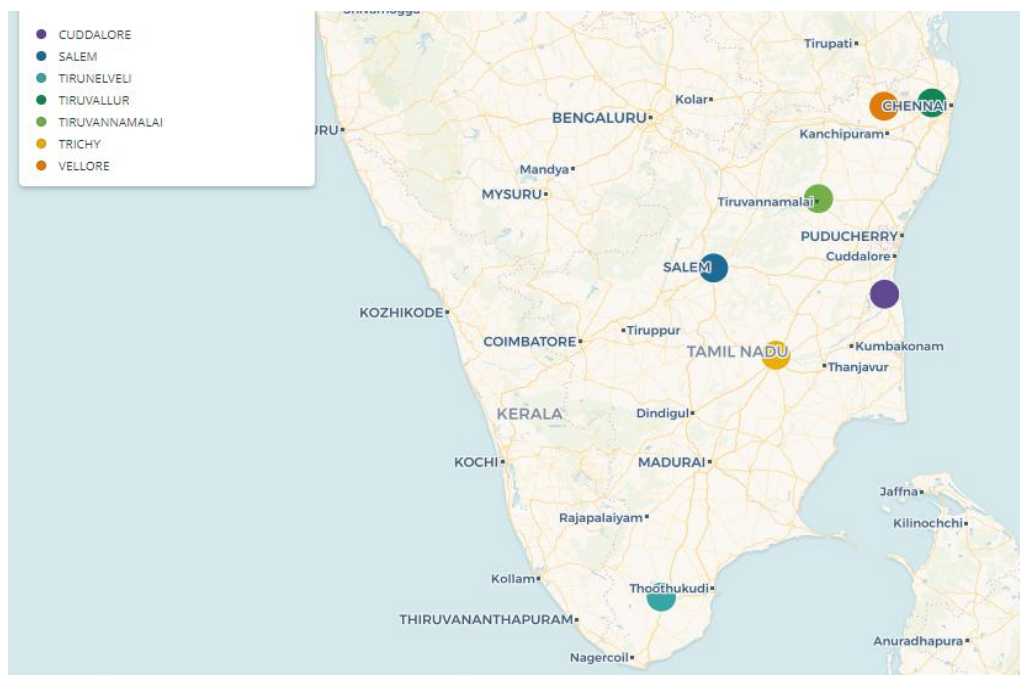 CUDDALORE
SALEM
TIRUNELVELI
TIRUVALLUR
TIRUVANNAMALAI
TRICHY
VELLORE
Tirupati
Kolar
CHENNAI
BENGALURU
Kanchipuram
URU
Mandya
MYSURU
Tiruvannamalai
PUDUCHERRY
Cuddalore
SALEM
KOZHIKODE
Tiruppur
COIMBATORE
Kumbakonam
TAMIL NADU
Thanjavur
KERALA
Dindigul
KOCHI
MADURAI
Jaffna
Rajapalaiyam
Kilinochchi
Kollam
Thoothukudi
THIRUVANANTHAPURAM
Anuradhapura
Nagercoil